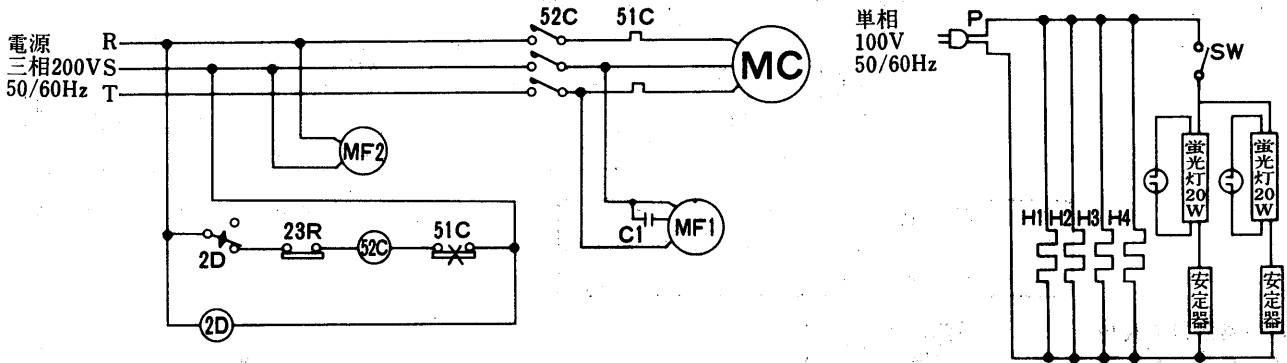 電源 R
三相200V S
50/60Hz T
52C 51C
MC
MF2
C1 MF1
2D 23R 52C 51C
2D
単相 P
100V
50/60Hz
SW
H1 H2 H3 H4
蛍光灯20W
蛍光灯20W
安定器
安定器